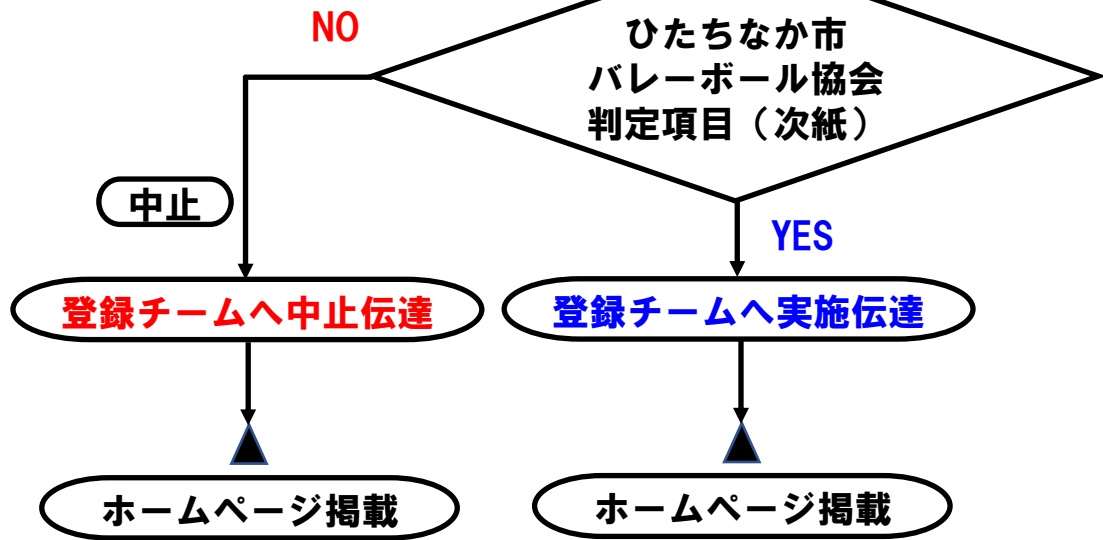 NO
ひたちなか市
バレーボール協会
判定項目（次紙）
中止
YES
登録チームへ中止伝達
登録チームへ実施伝達
ホームページ掲載
ホームページ掲載